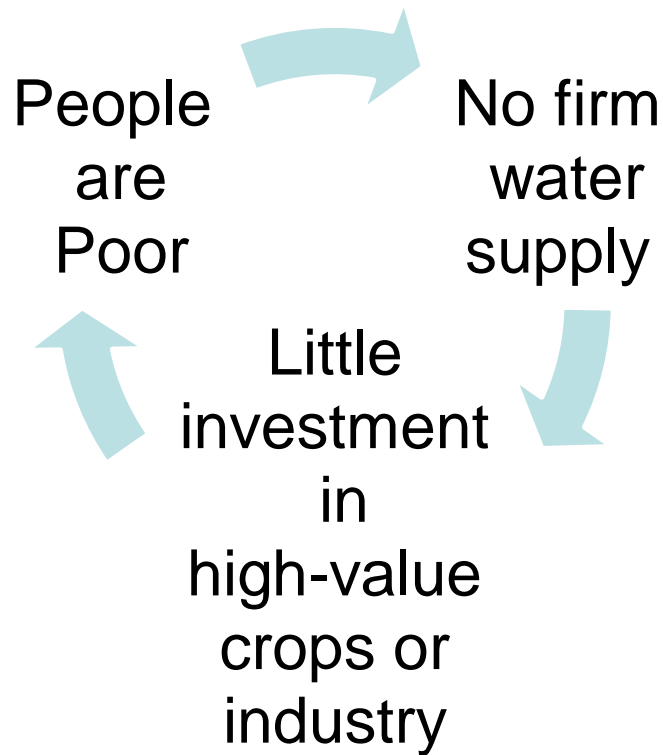 People
are
Poor
No firm
water
supply
Little
investment
in
high-value
crops or
industry